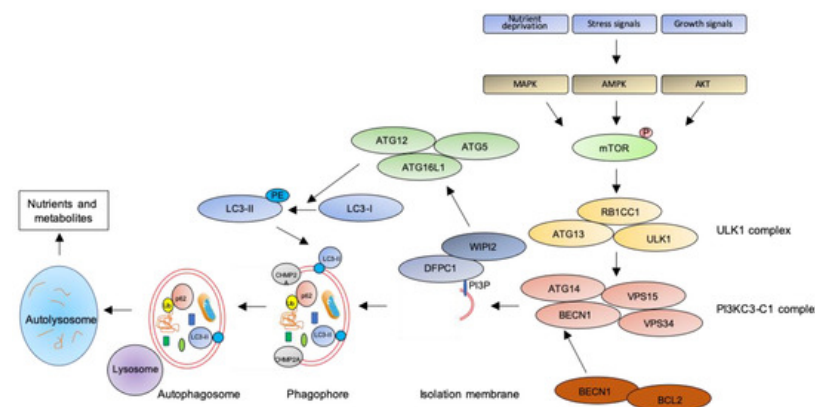 Nutrient
deprivation
Stress signals
Growth signals
MAPK
AMPK
AKT
P
mTOR
ATG12
ATG5
ATG16L1
RB1CC1
ATG13
ULK1
ULK1 complex
PE
LC3-II
LC3-I
Nutrients and
metabolites
WIPI2
DFPC1
PI3P
ATG14
VPS15
BECN1
VPS34
PI3KC3-C1 complex
LC3-II
CHMP2
A
Ub
p62
LC3-II
CHMP2A
Ub
p62
LC3-II
Autolysosome
Lysosome
Autophagosome
Phagophore
Isolation membrane
BECN1
BCL2